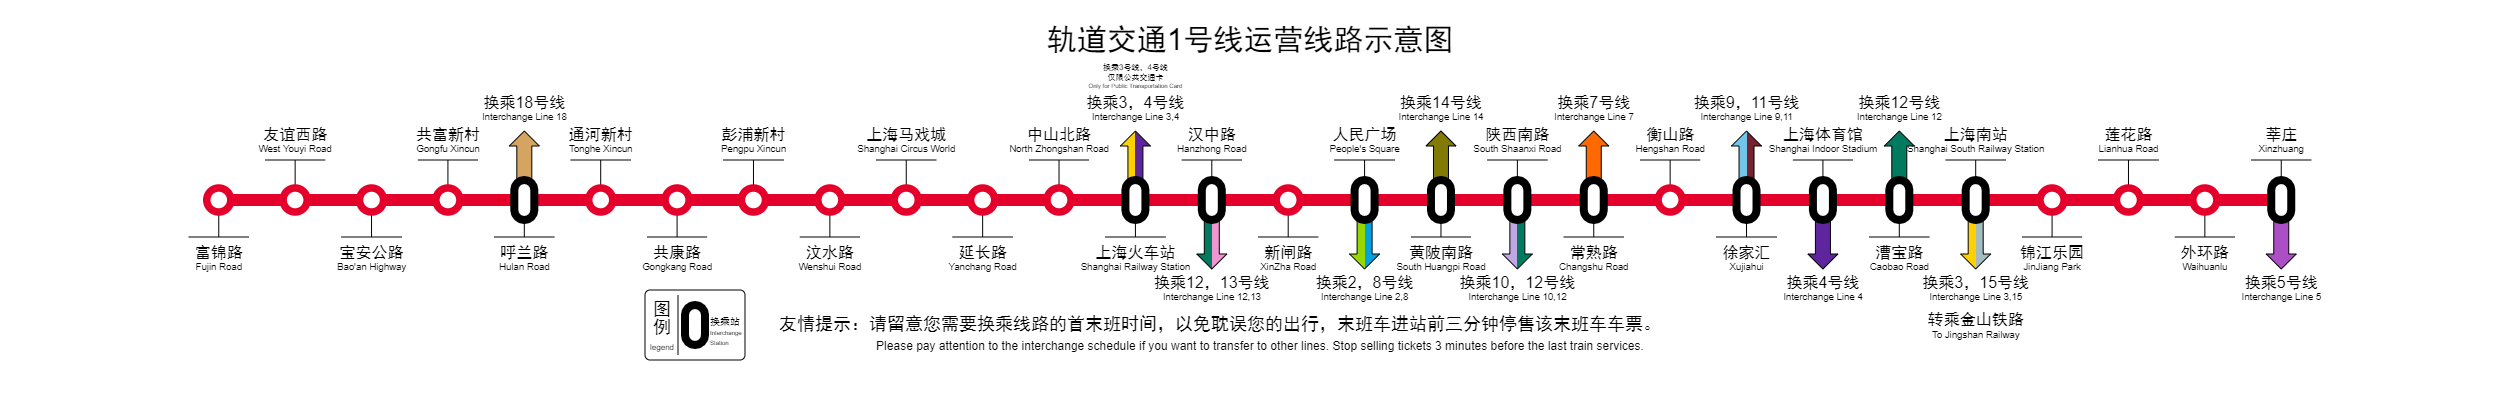 轨道交通1号线运营线路示意图
换乘3号线，4号线
仅限公共交通卡
Only for Public Transportation Card
换乘18号线
Interchange Line 18
换乘3，4号线
Interchange Line 3,4
换乘14号线
Interchange Line 14
换乘7号线
Interchange Line 7
换乘9，11号线
Interchange Line 9,11
换乘12号线
Interchange Line 12
友谊西路
West Youyi Road
共富新村
Gongfu Xincun
通河新村
Tonghe Xincun
彭浦新村
Pengpu Xincun
上海马戏城
Shanghai Circus World
中山北路
North Zhongshan Road
汉中路
Hanzhong Road
人民广场
People's Square
陕西南路
South Shaanxi Road
衡山路
Hengshan Road
上海体育馆
Shanghai Indoor Stadium
上海南站
Shanghai South Railway Station
莲花路
Lianhua Road
莘庄
Xinzhuang
富锦路
Fujin Road
宝安公路
Bao'an Highway
呼兰路
Hulan Road
共康路
Gongkang Road
汶水路
Wenshui Road
延长路
Yanchang Road
上海火车站
Shanghai Railway Station
新闸路
XinZha Road
黄陂南路
South Huangpi Road
常熟路
Changshu Road
徐家汇
Xujiahui
漕宝路
Caobao Road
锦江乐园
JinJiang Park
外环路
Waihuanlu
换乘12，13号线
Interchange Line 12,13
换乘2，8号线
Interchange Line 2,8
换乘10，12号线
Interchange Line 10,12
换乘4号线
Interchange Line 4
换乘3，15号线
Interchange Line 3,15
换乘5号线
Interchange Line 5
转乘金山铁路
To Jingshan Railway
图例
legend
换乘站
Interchange
Station
友情提示：请留意您需要换乘线路的首末班时间，以免耽误您的出行，末班车进站前三分钟停售该末班车车票。
Please pay attention to the interchange schedule if you want to transfer to other lines. Stop selling tickets 3 minutes before the last train services.